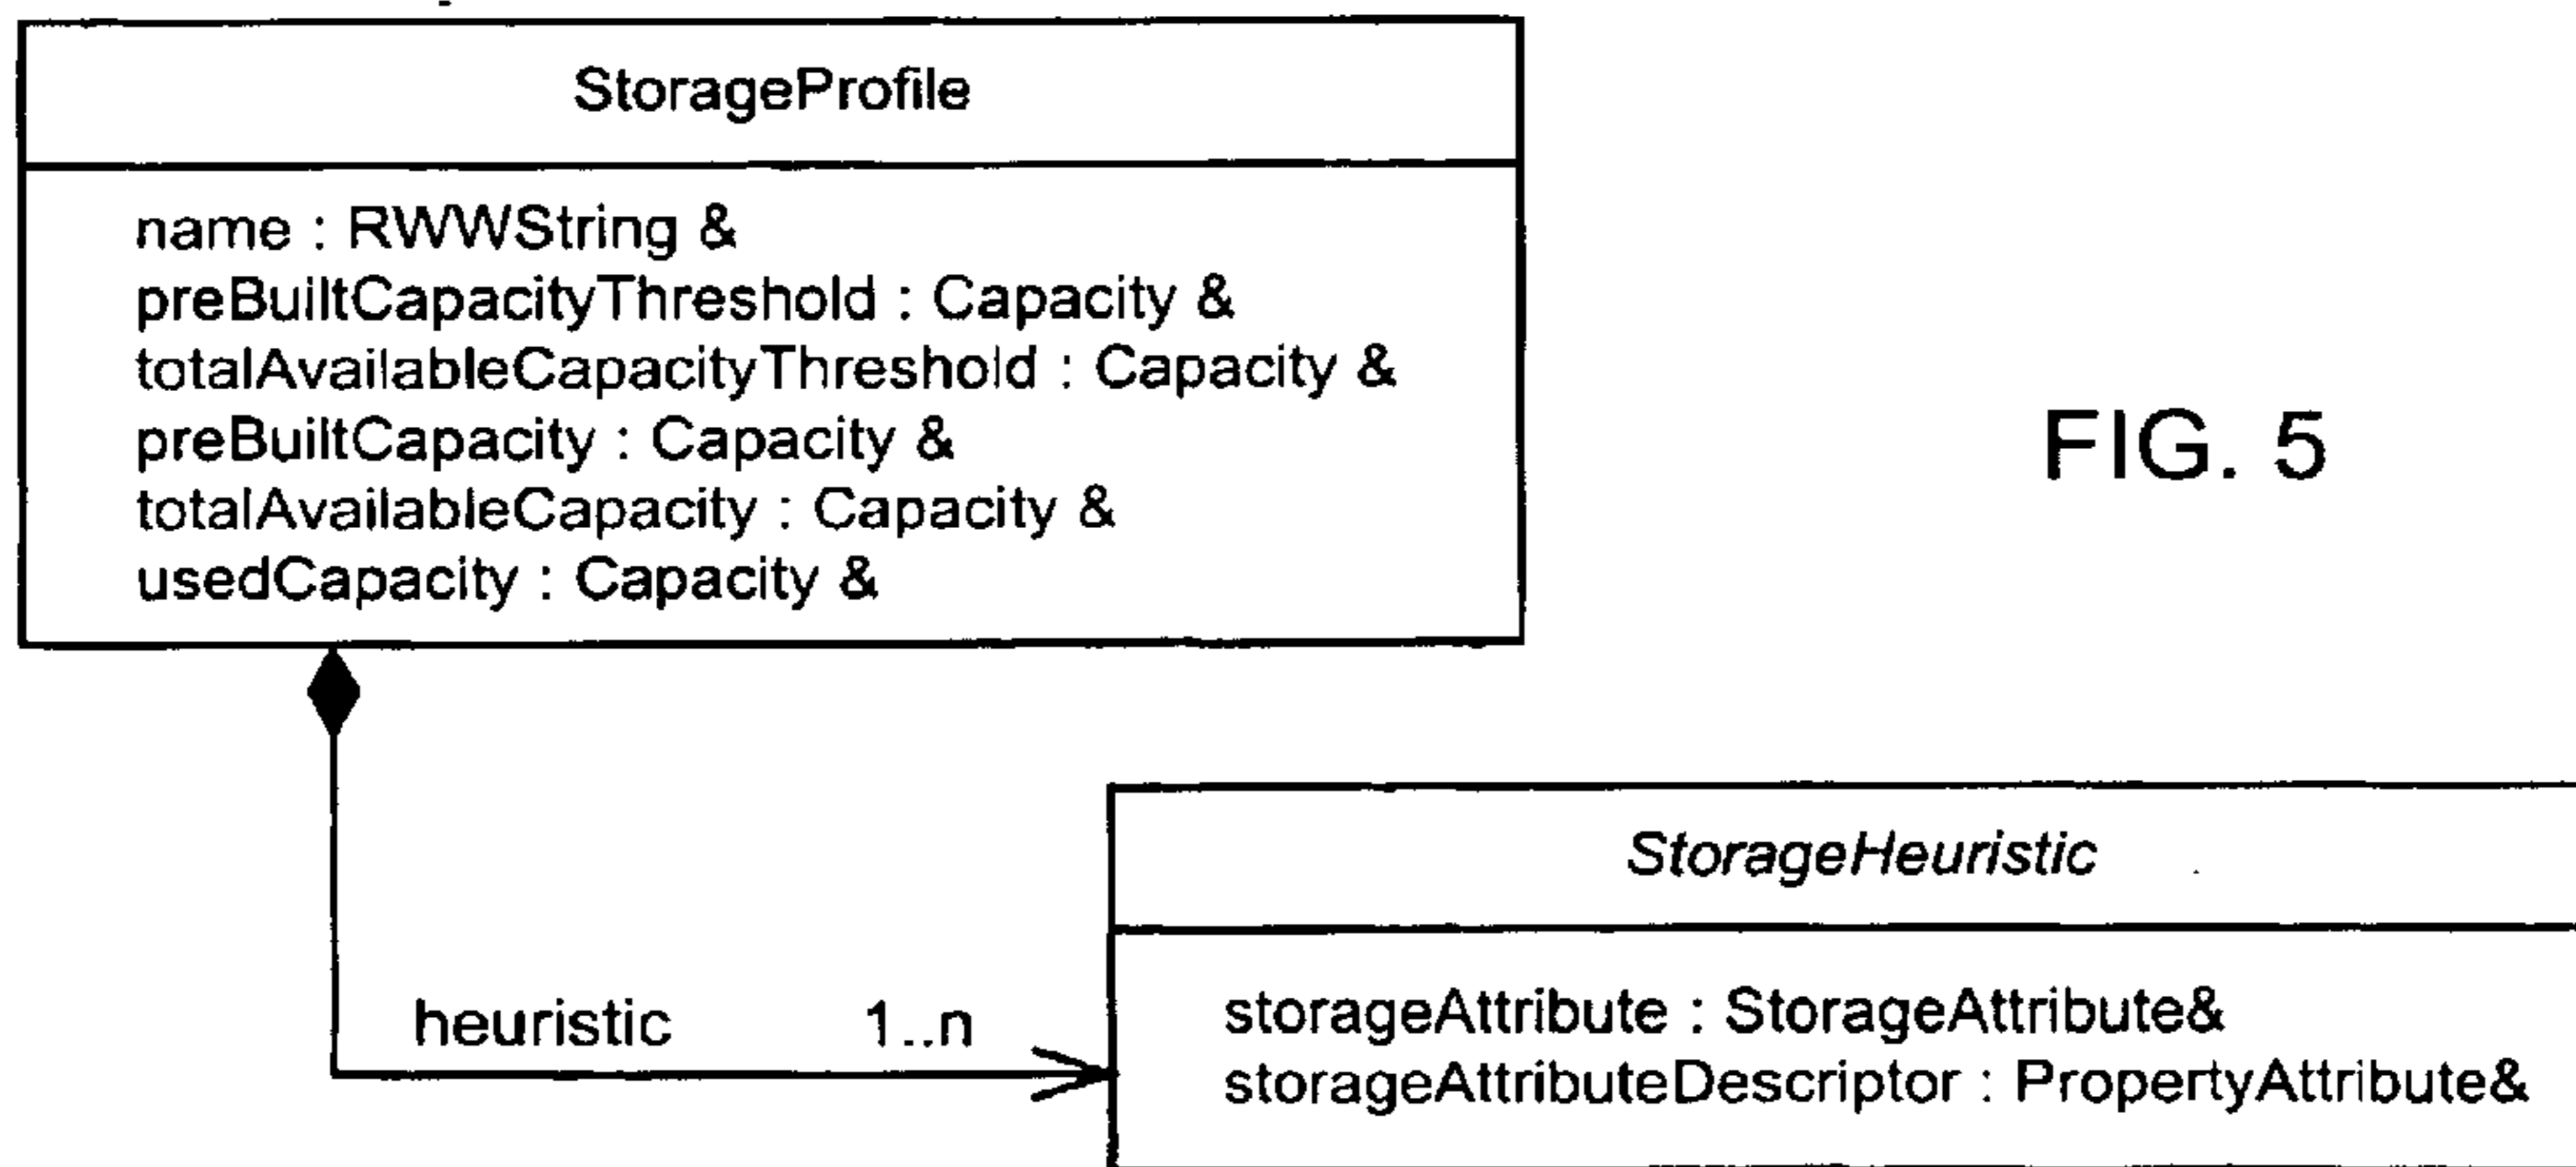 StorageProfile
name : RWWString &
preBuiltCapacityThreshold : Capacity &
totalAvailableCapacityThreshold : Capacity &
preBuiltCapacity : Capacity &
totalAvailableCapacity : Capacity &
usedCapacity : Capacity &
FIG. 5
StorageHeuristic
heuristic 1..n
storageAttribute : StorageAttribute&
storageAttributeDescriptor : PropertyAttribute&